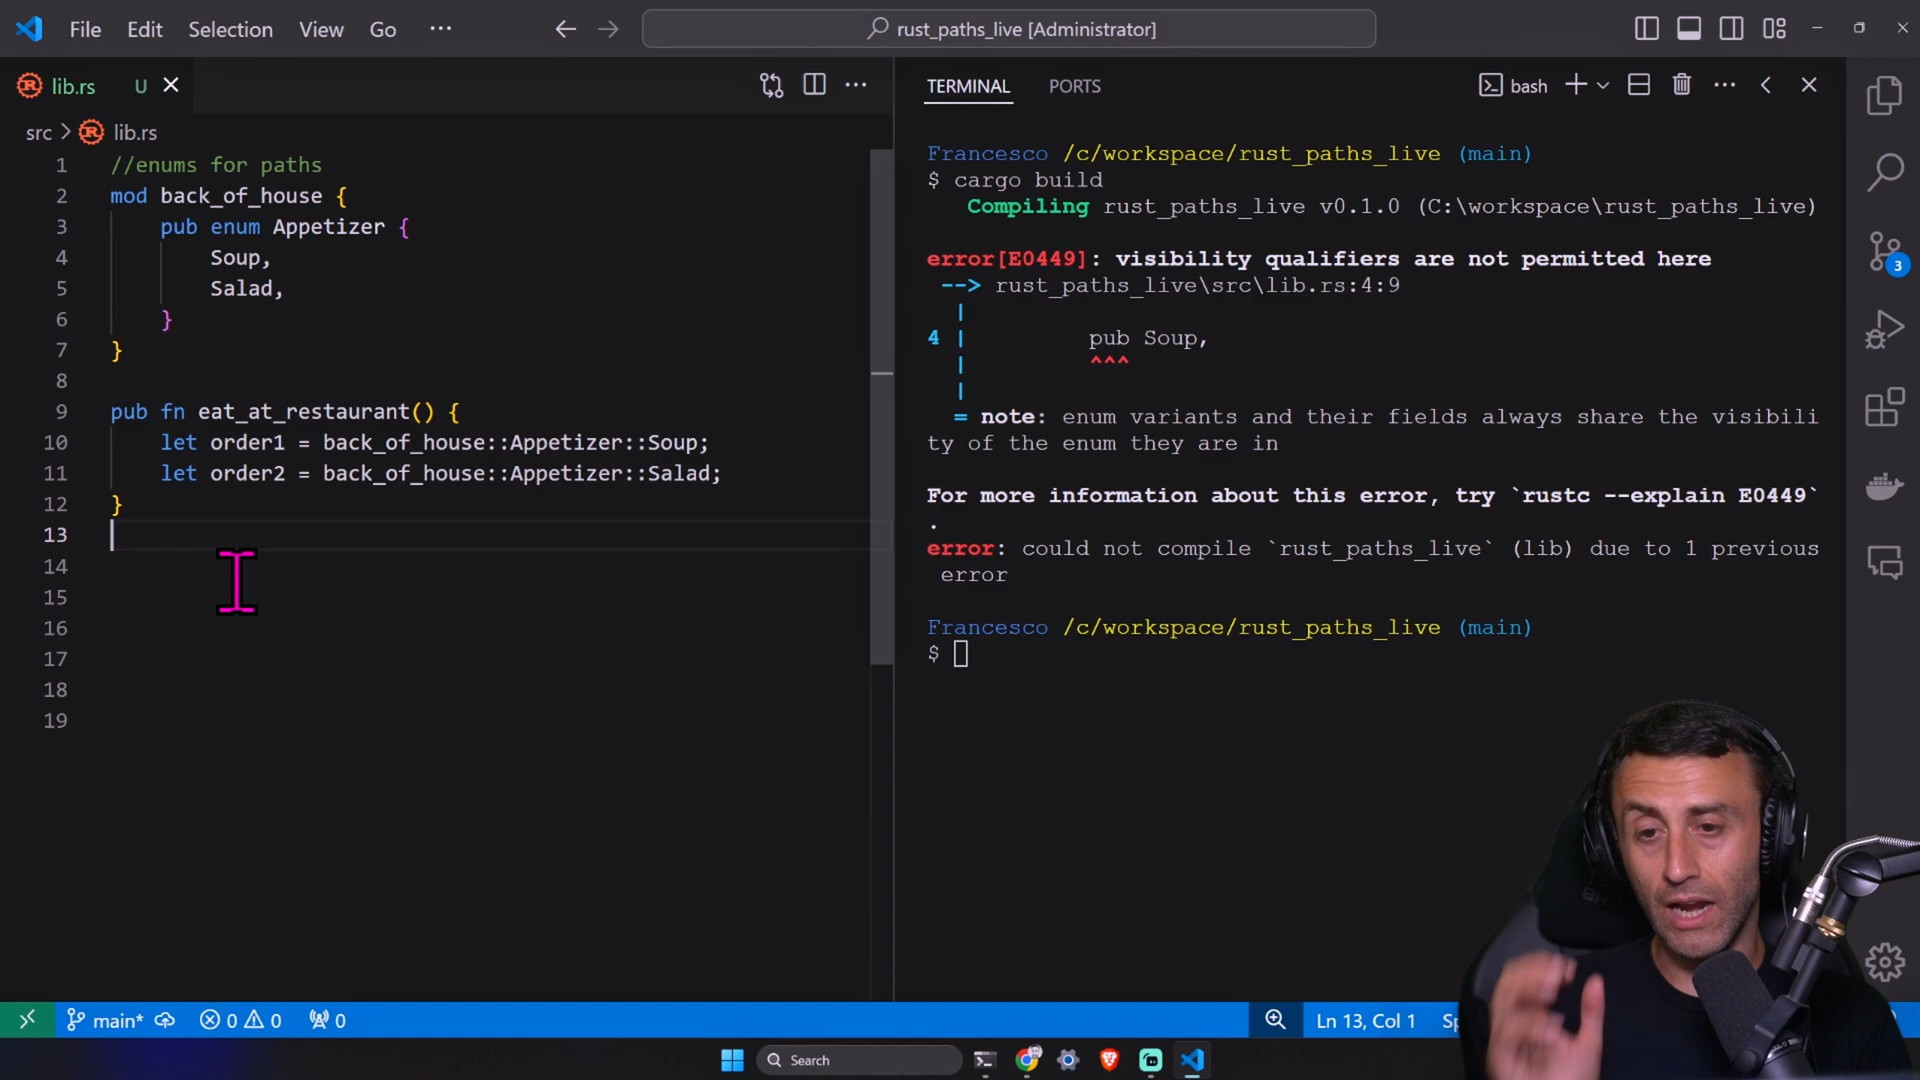 File Edit Selection View Go ··· rust_paths_live [Administrator]
lib.rs U
src > lib.rs
1 //enums for paths
2 mod back_of_house {
3 pub enum Appetizer {
4 Soup,
5 Salad,
6 }
7 }
8
9 pub fn eat_at_restaurant() {
10 let order1 = back_of_house::Appetizer::Soup;
11 let order2 = back_of_house::Appetizer::Salad;
12 }
13
14
15
16
17
18
19
TERMINAL PORTS bash
Francesco /c/workspace/rust_paths_live (main)
$ cargo build
Compiling rust_paths_live v0.1.0 (C:\workspace\rust_paths_live)
error[E0449]: visibility qualifiers are not permitted here
--> rust_paths_live\src\lib.rs:4:9
|
4 | pub Soup,
| ^^^
|
= note: enum variants and their fields always share the visibili
ty of the enum they are in
For more information about this error, try `rustc --explain E0449`
.
error: could not compile `rust_paths_live` (lib) due to 1 previous
error
Francesco /c/workspace/rust_paths_live (main)
$
3
main* 0 0 0 Ln 13, Col 1
Search